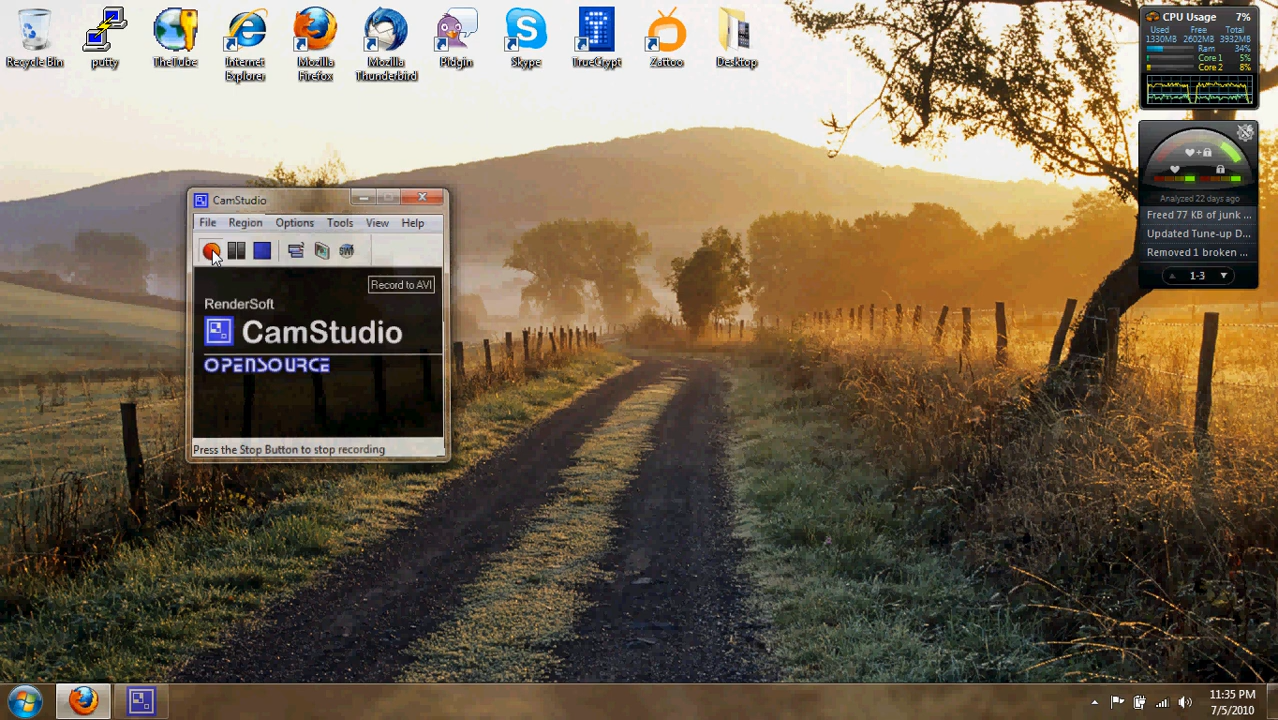 Recycle Bin
putty
TheTube
Internet
Explorer
Mozilla
Firefox
Mozilla
Thunderbird
Pidgin
Skype
TrueCrypt
Zattoo
Desktop
CPU Usage 7%
Used Free Total
1330MB 2602MB 3932MB
Ram 34%
Core 1 5%
Core 2 8%
Analyzed 22 days ago
Freed 77 KB of junk ...
Updated Tune-up D...
Removed 1 broken ...
1-3
CamStudio
File Region Options Tools View Help
SWF
Record to AVI
RenderSoft
CamStudio
OPENSOURCE
Press the Stop Button to stop recording
11:35 PM
7/5/2010